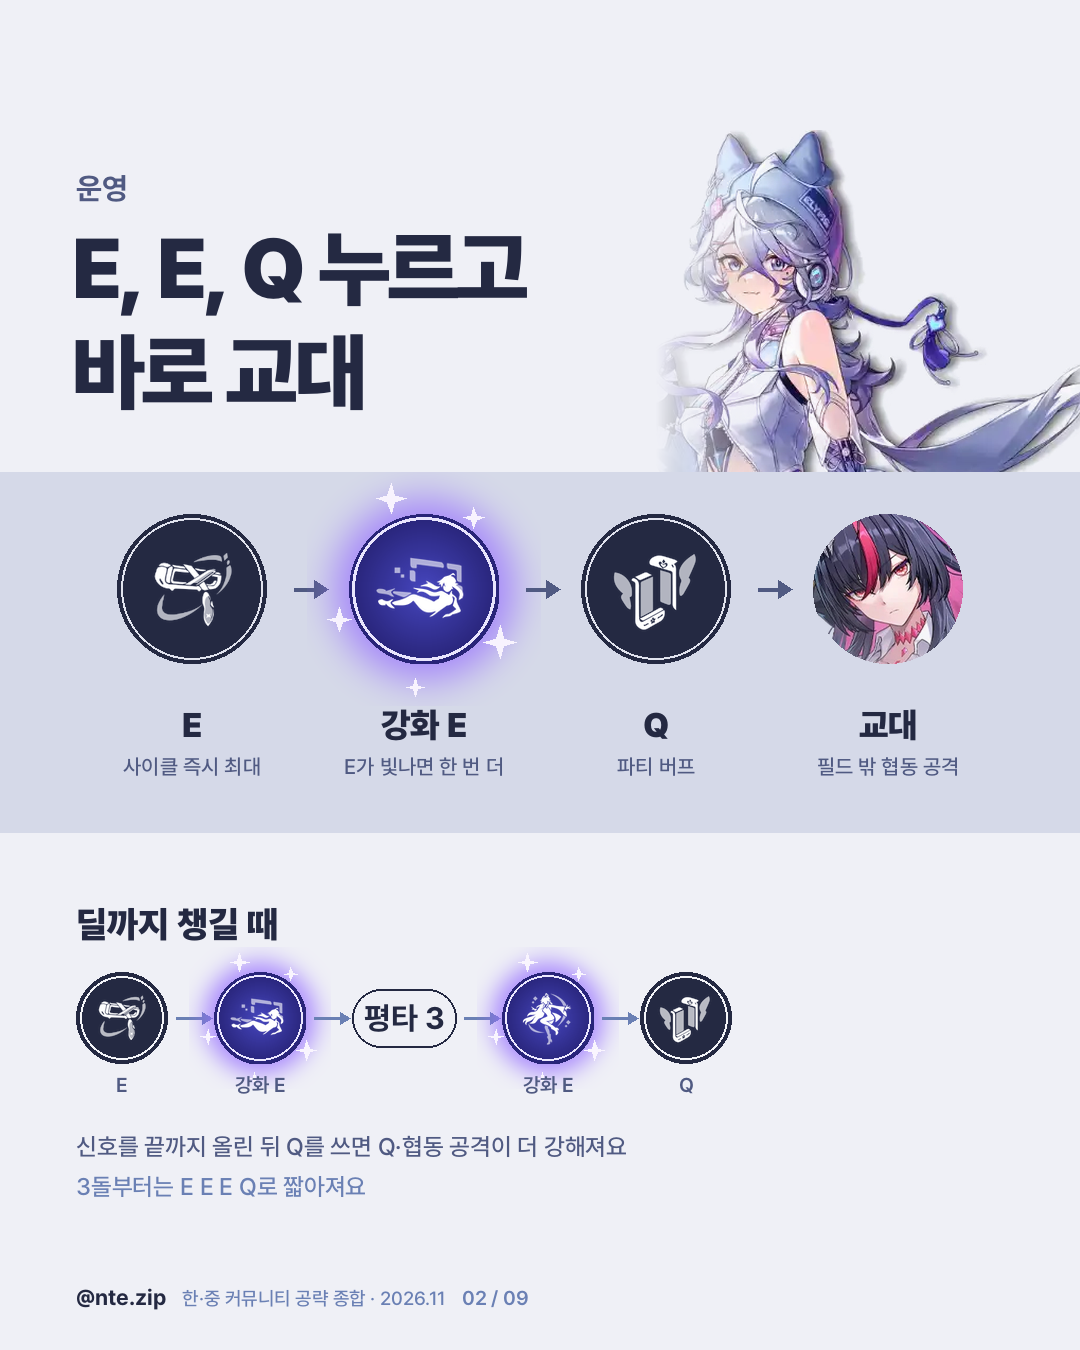 운영
E, E, Q 누르고
바로 교대
E
강화 E
Q
교대
사이클 즉시 최대
E가 빛나면 한 번 더
파티 버프
필드 밖 협동 공격
딜까지 챙길 때
평타 3
E
강화 E
강화 E
Q
신호를 끝까지 올린 뒤 Q를 쓰면 Q·협동 공격이 더 강해져요
3돌부터는 E E E Q로 짧아져요
@nte.zip 한·중 커뮤니티 공략 종합 · 2026.11 02 / 09